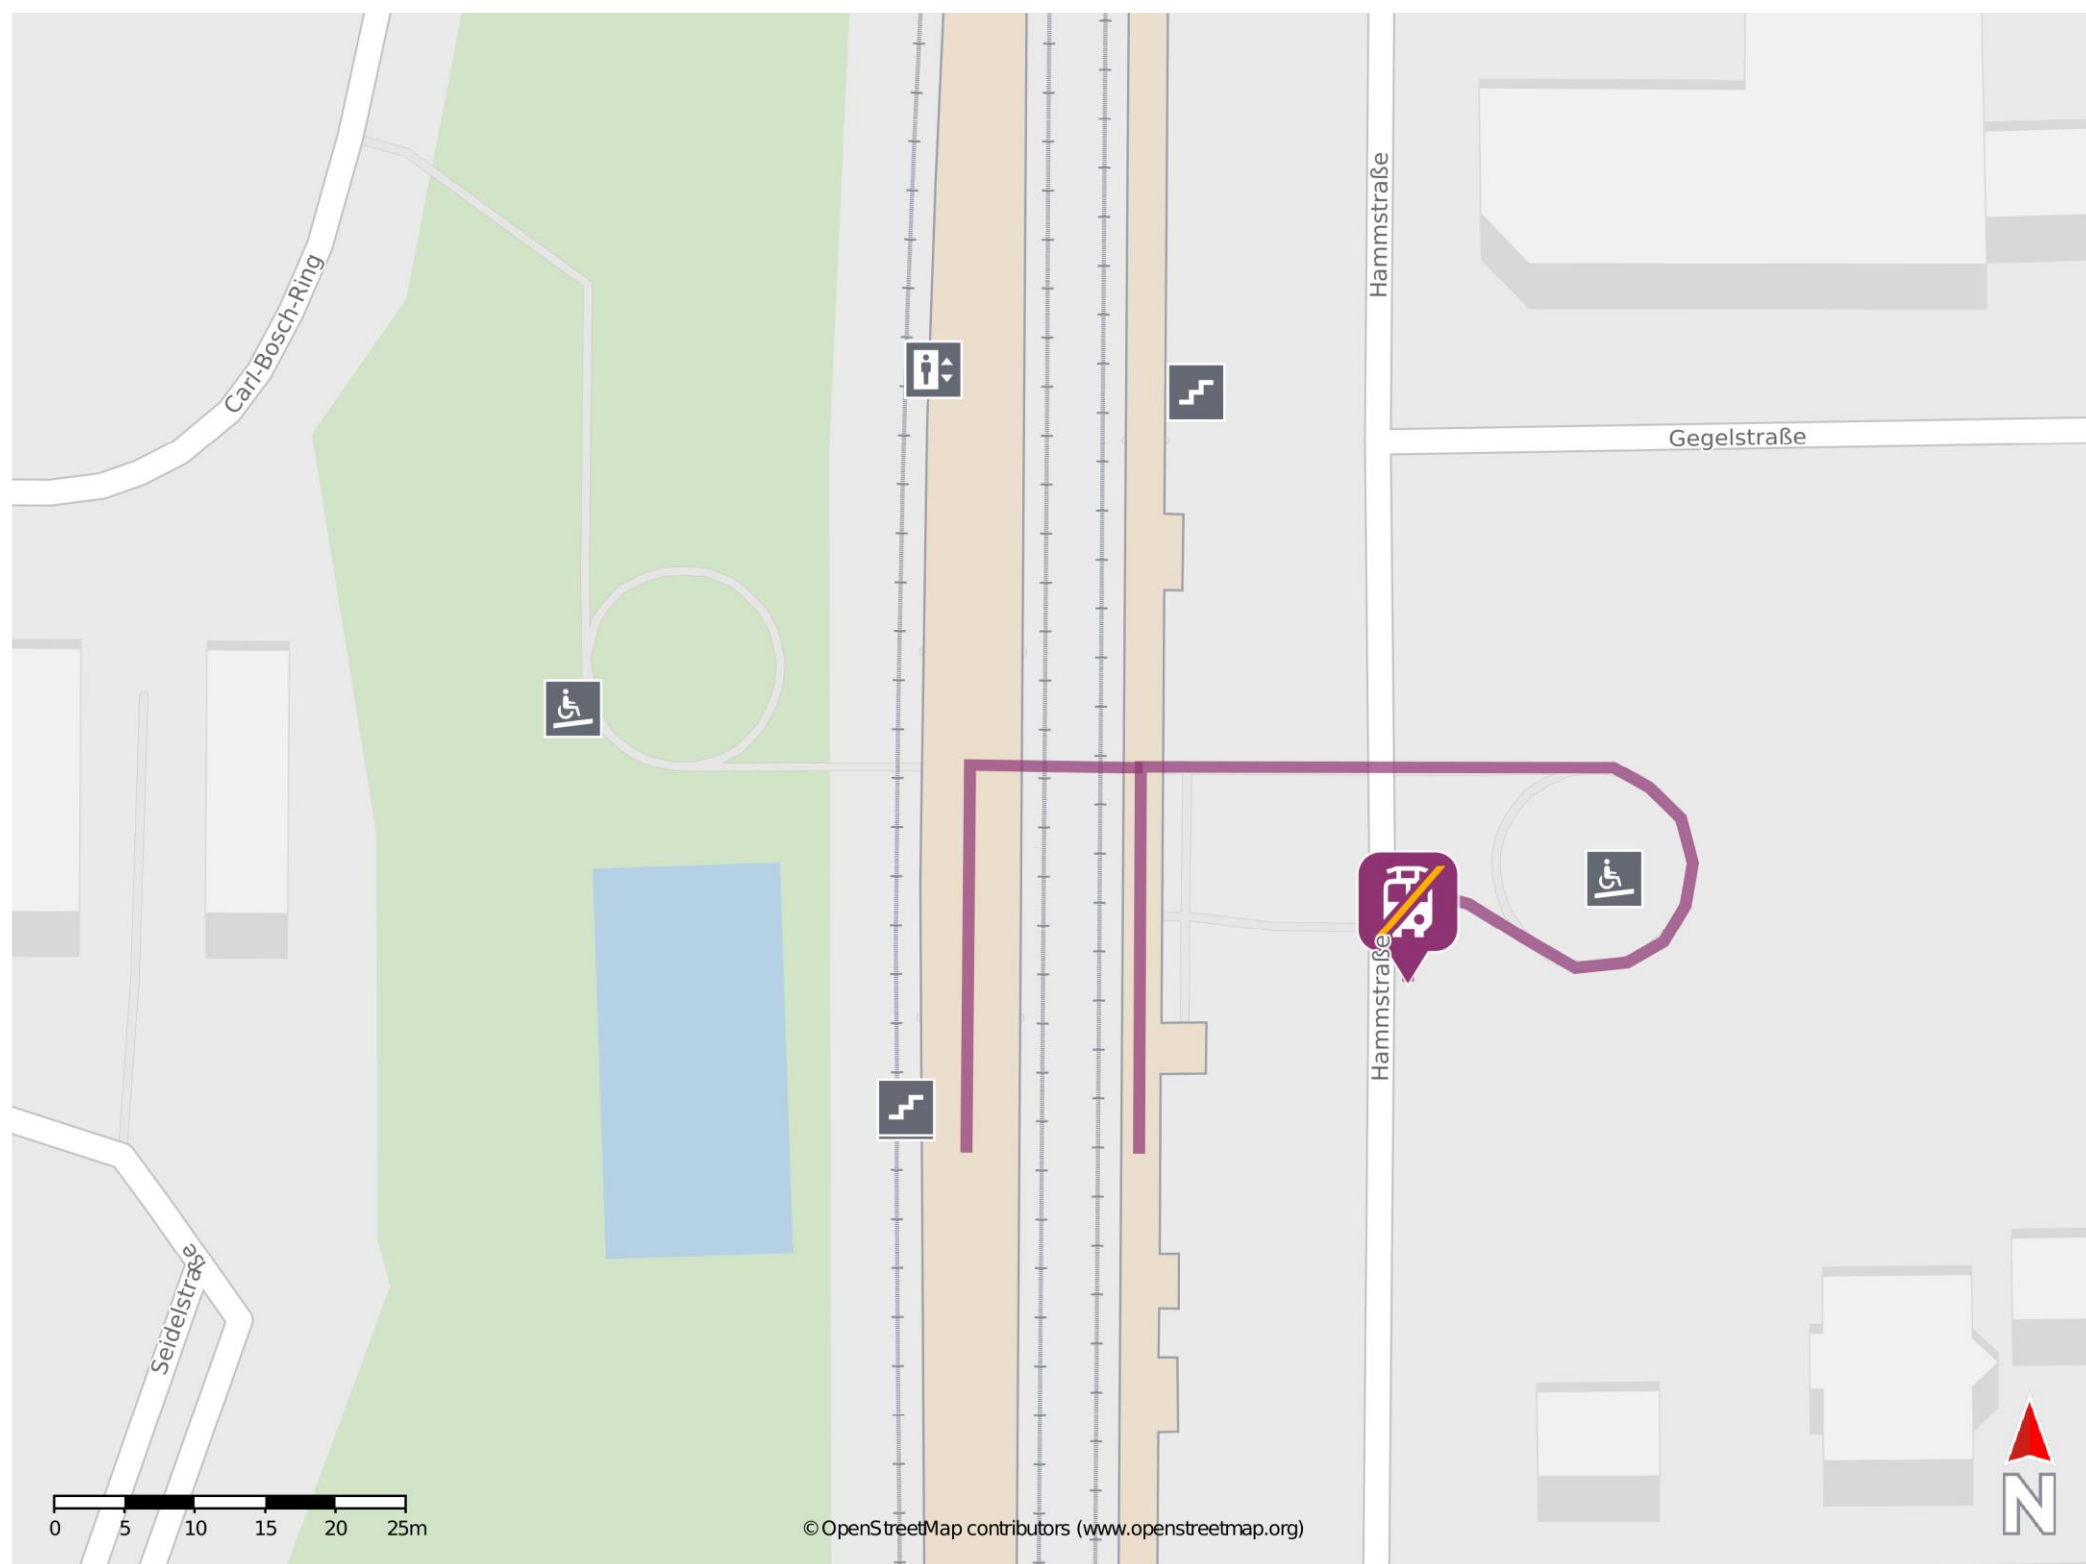 Hammstraße
Carl-Bosch-Ring
Gegelstraße
Hammstraße
Seidelstraße
0 5 10 15 20 25m
© OpenStreetMap contributors (www.openstreetmap.org)
N